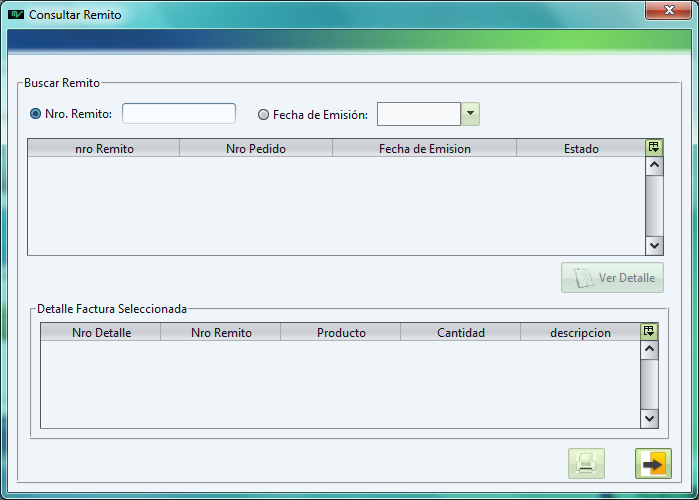 Consultar Remito
Buscar Remito
Nro. Remito:
Fecha de Emisión:
nro Remito Nro Pedido Fecha de Emision Estado
Ver Detalle
Detalle Factura Seleccionada
Nro Detalle Nro Remito Producto Cantidad descripcion